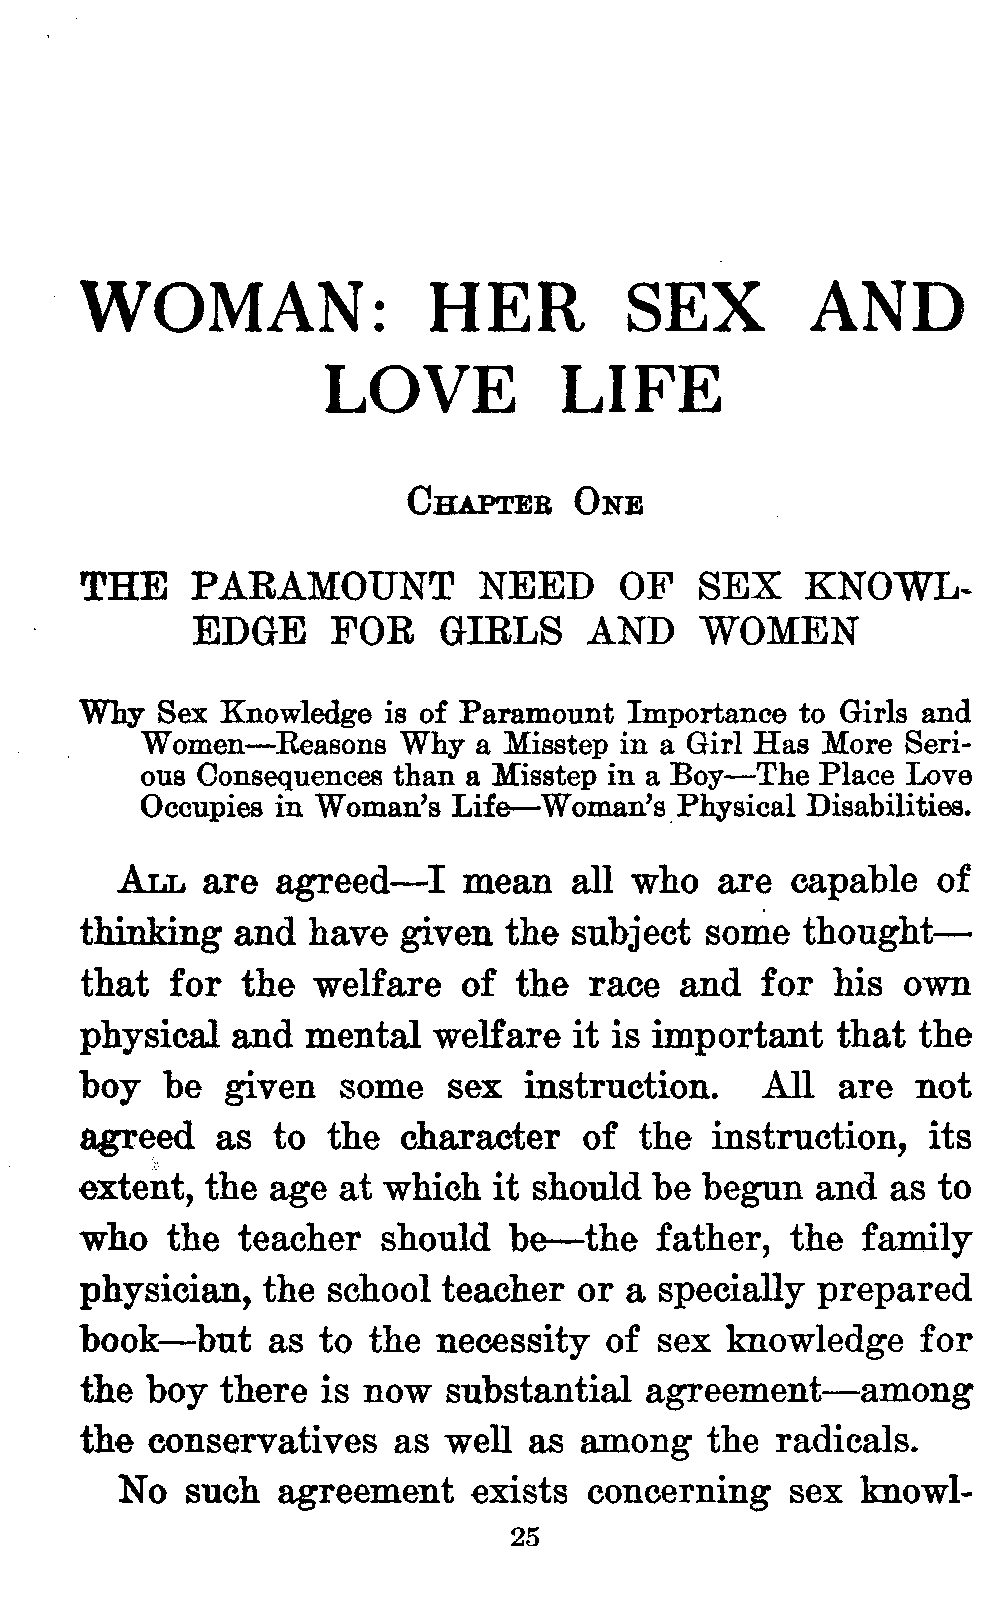 WOMAN: HER SEX AND
LOVE LIFE
CHAPTER ONE
THE PARAMOUNT NEED OF SEX KNOWL-
EDGE FOR GIRLS AND WOMEN
Why Sex Knowledge is of Paramount Importance to Girls and
Women—Reasons Why a Misstep in a Girl Has More Seri-
ous Consequences than a Misstep in a Boy—The Place Love
Occupies in Woman's Life—Woman's Physical Disabilities.
ALL are agreed—I mean all who are capable of
thinking and have given the subject some thought—
that for the welfare of the race and for his own
physical and mental welfare it is important that the
boy be given some sex instruction. All are not
agreed as to the character of the instruction, its
extent, the age at which it should be begun and as to
who the teacher should be—the father, the family
physician, the school teacher or a specially prepared
book—but as to the necessity of sex knowledge for
the boy there is now substantial agreement—among
the conservatives as well as among the radicals.
No such agreement exists concerning sex knowl-
25